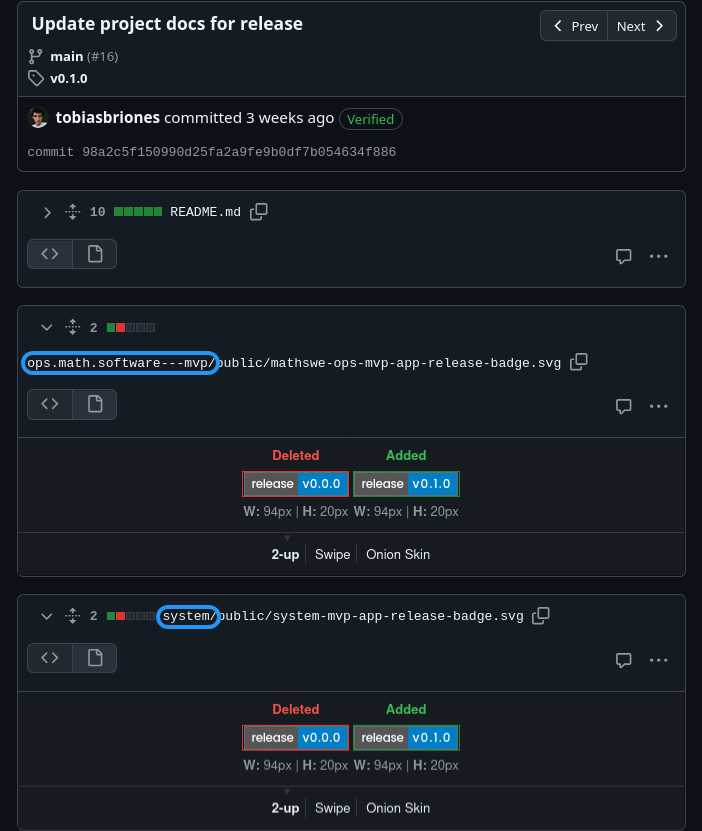 Update project docs for release
Prev Next
main (#16)
v0.1.0
tobiasbriones committed 3 weeks ago Verified
commit 98a2c5f150990d25fa2a9fe9b0df7b054634f886
10 README.md
2
ops.math.software---mvp/public/mathswe-ops-mvp-app-release-badge.svg
Deleted Added
release v0.0.0 release v0.1.0
W: 94px | H: 20px W: 94px | H: 20px
2-up Swipe Onion Skin
2 system/public/system-mvp-app-release-badge.svg
Deleted Added
release v0.0.0 release v0.1.0
W: 94px | H: 20px W: 94px | H: 20px
2-up Swipe Onion Skin